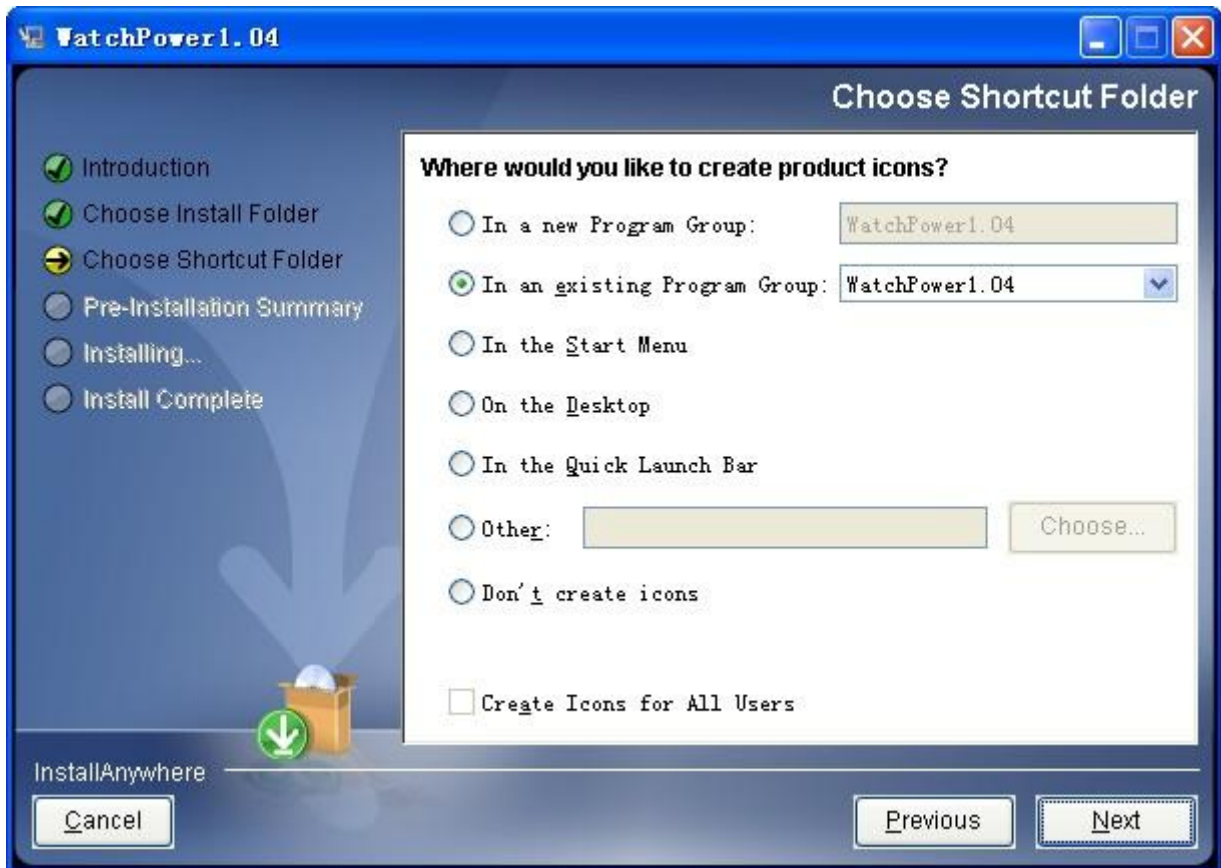 WatchPower1.04
Choose Shortcut Folder
Introduction
Choose Install Folder
Choose Shortcut Folder
Pre-Installation Summary
Installing...
Install Complete
Where would you like to create product icons?
In a new Program Group: WatchPower1.04
In an existing Program Group: WatchPower1.04
In the Start Menu
On the Desktop
In the Quick Launch Bar
Other: Choose...
Don't create icons
Create Icons for All Users
InstallAnywhere
Cancel Previous Next